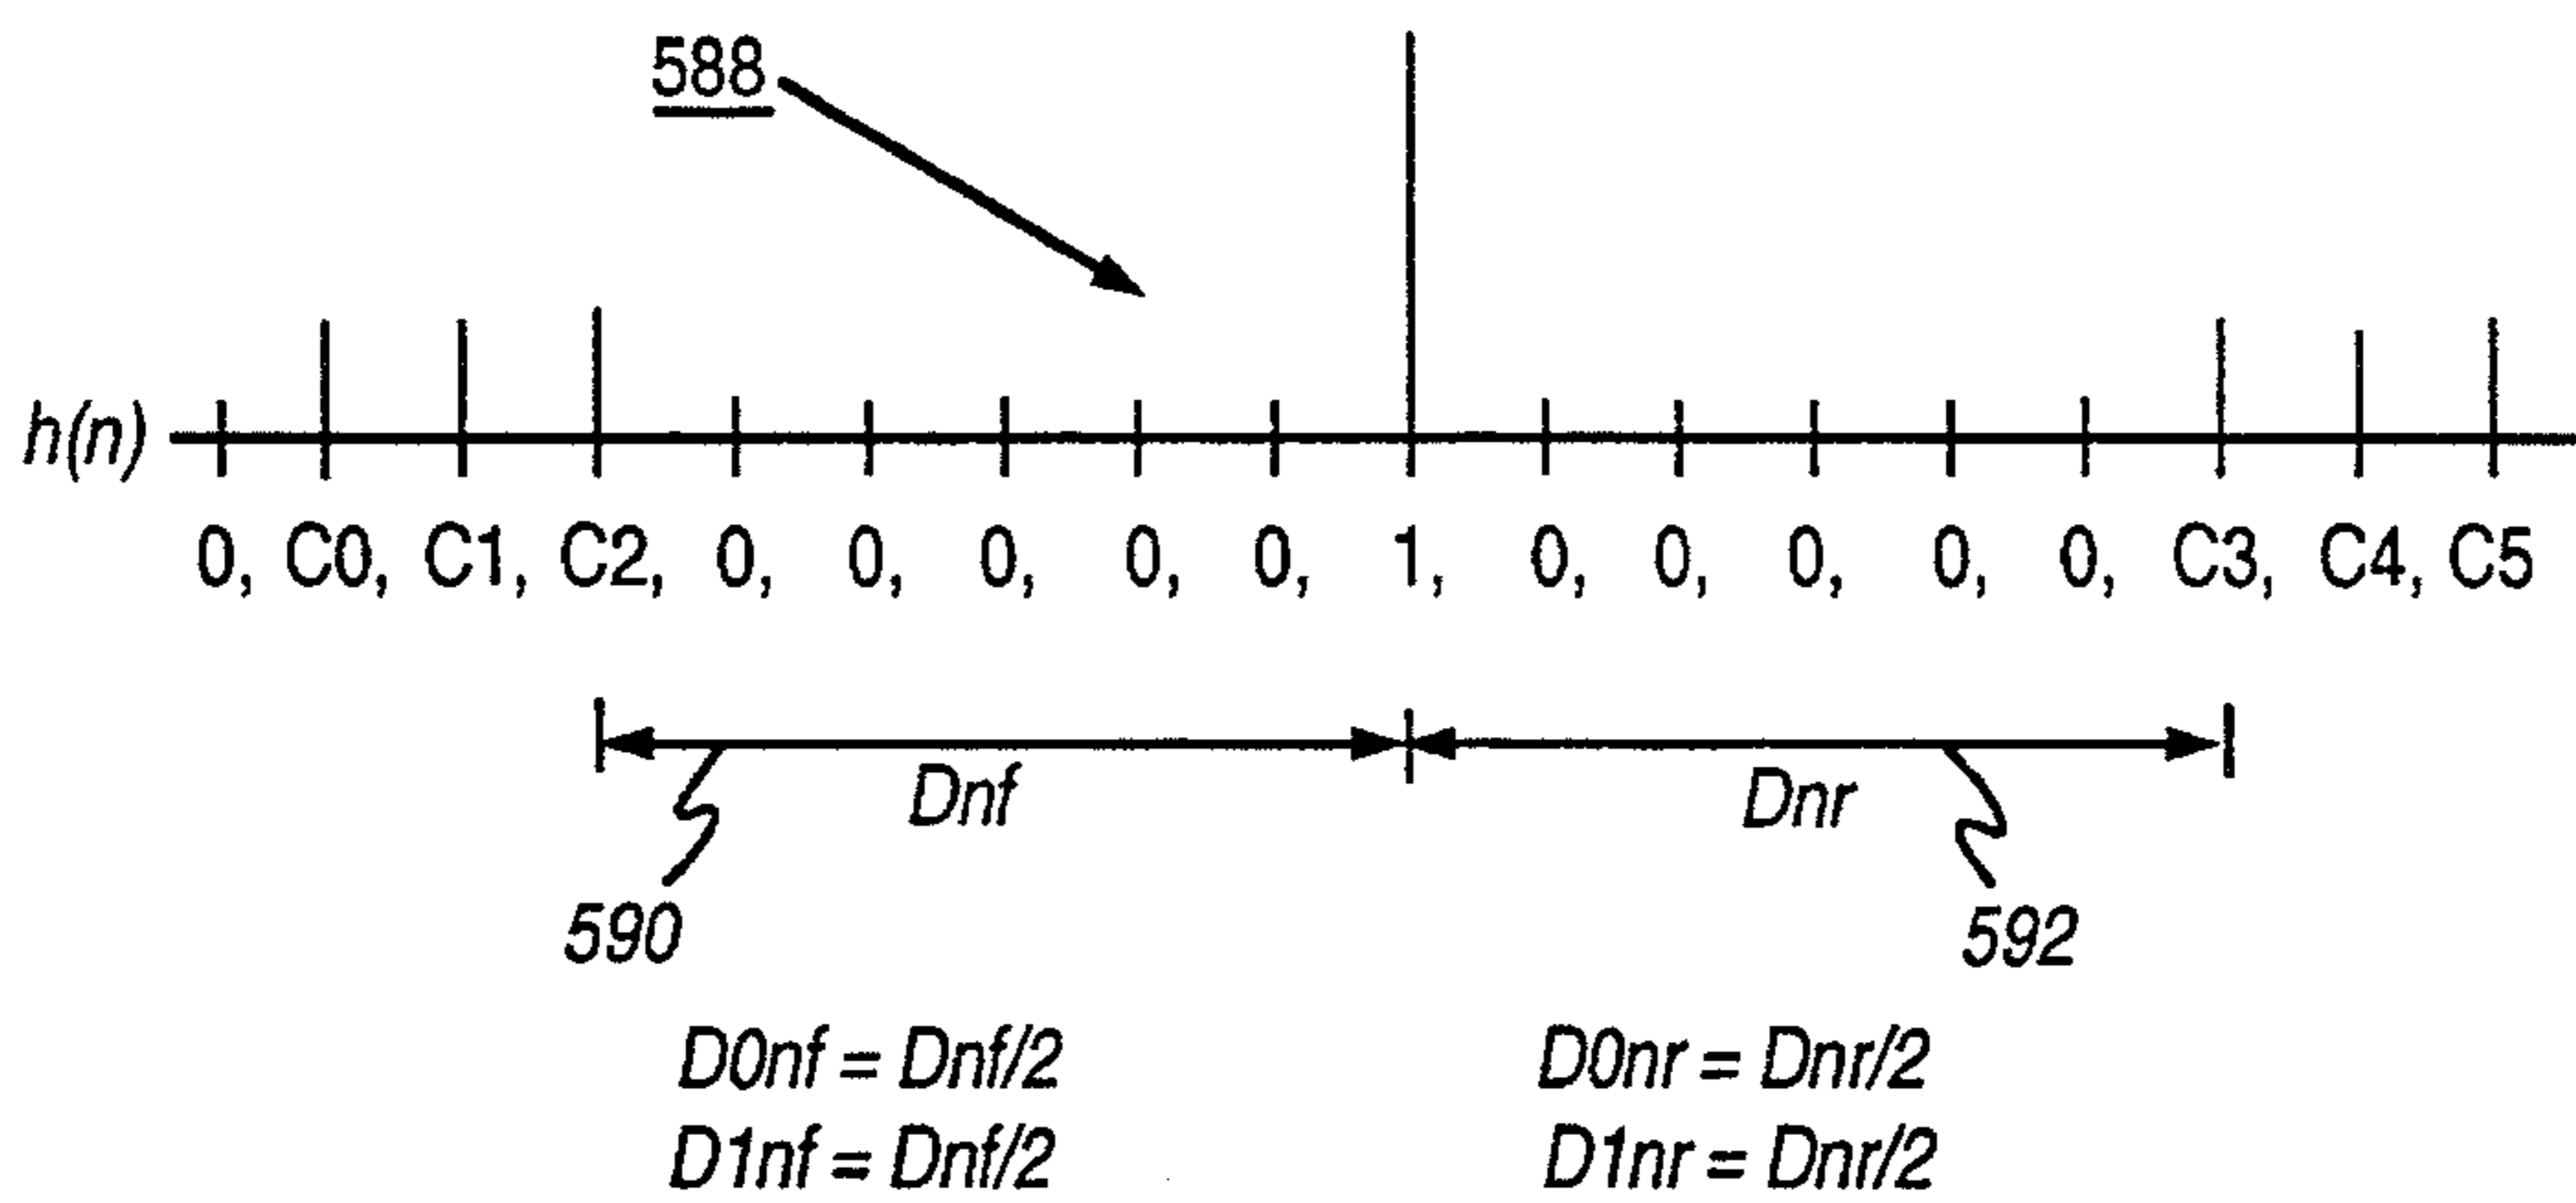 588
h(n)
0, C0, C1, C2, 0, 0, 0, 0, 0, 1, 0, 0, 0, 0, 0, C3, C4, C5
Dnf Dnr
590 592
D0nf = Dnf/2 D0nr = Dnr/2
D1nf = Dnf/2 D1nr = Dnr/2